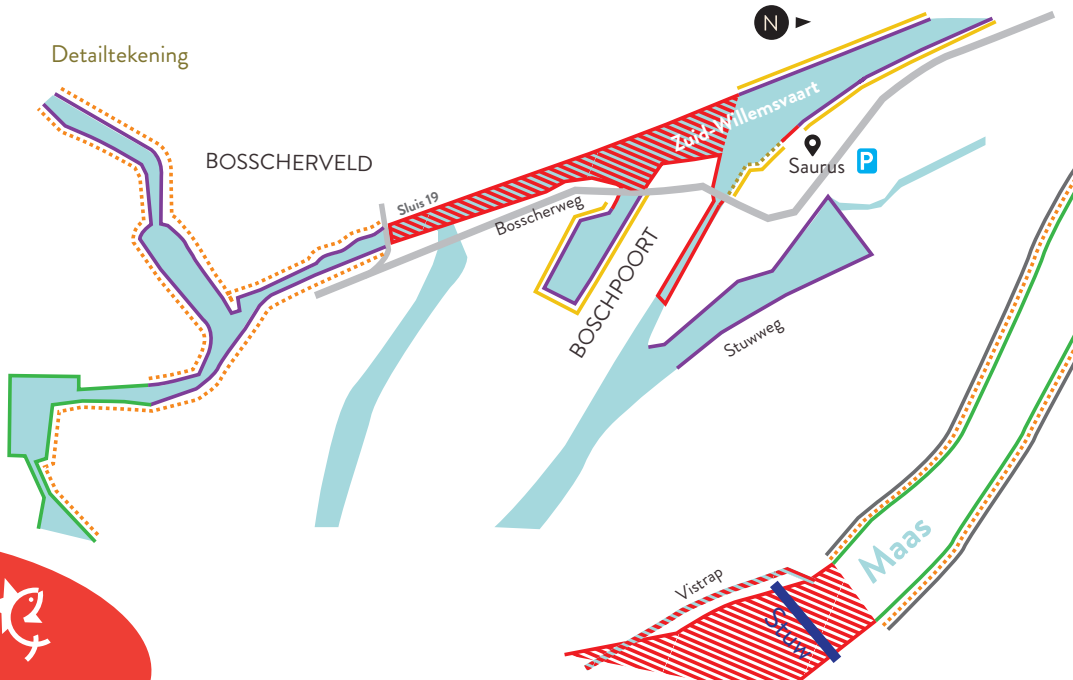 N
Detailtekening
Zuid-Willemsvaart
BOSSCHERVELD
Saurus P
Sluis 19
Bosscherweg
BOSCHPOORT
Stuwweg
Maas
Vistrap
Stuw